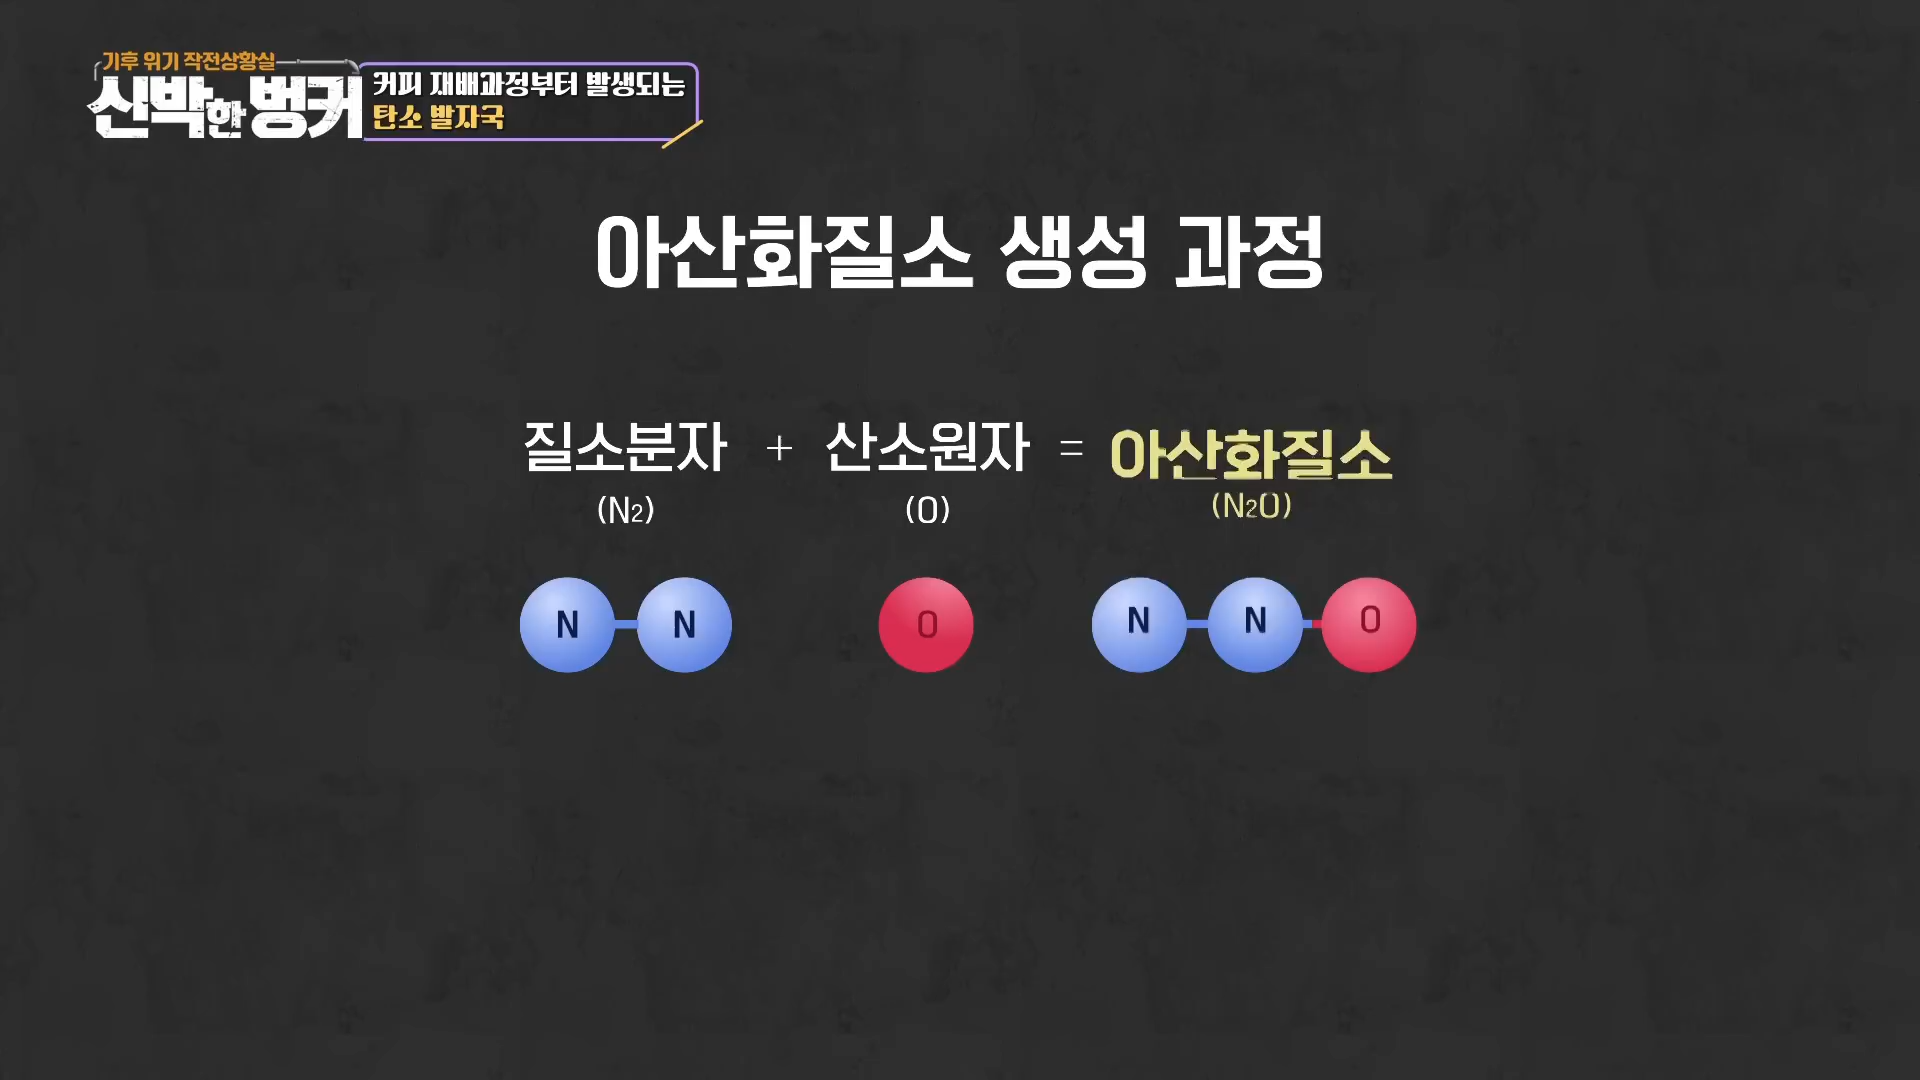 기후 위기 작전상황실
신박한 벙커
커피 재배과정부터 발생되는
탄소 발자국
아산화질소 생성 과정
질소분자 + 산소원자 = 아산화질소
(N2) (O) (N2O)
N N O N N O